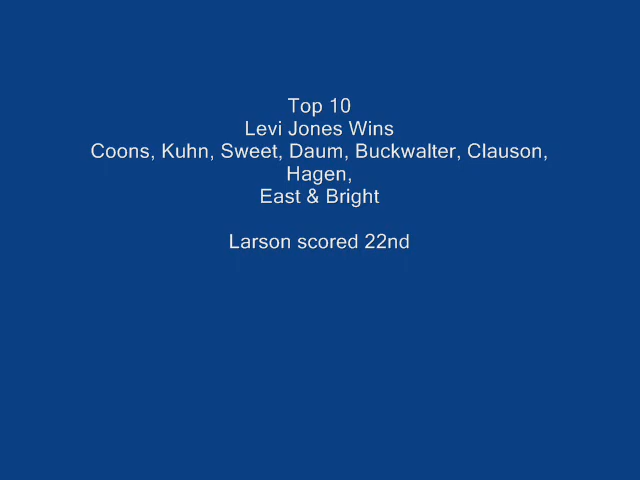 Top 10
Levi Jones Wins
Coons, Kuhn, Sweet, Daum, Buckwalter, Clauson,
Hagen,
East & Bright
Larson scored 22nd